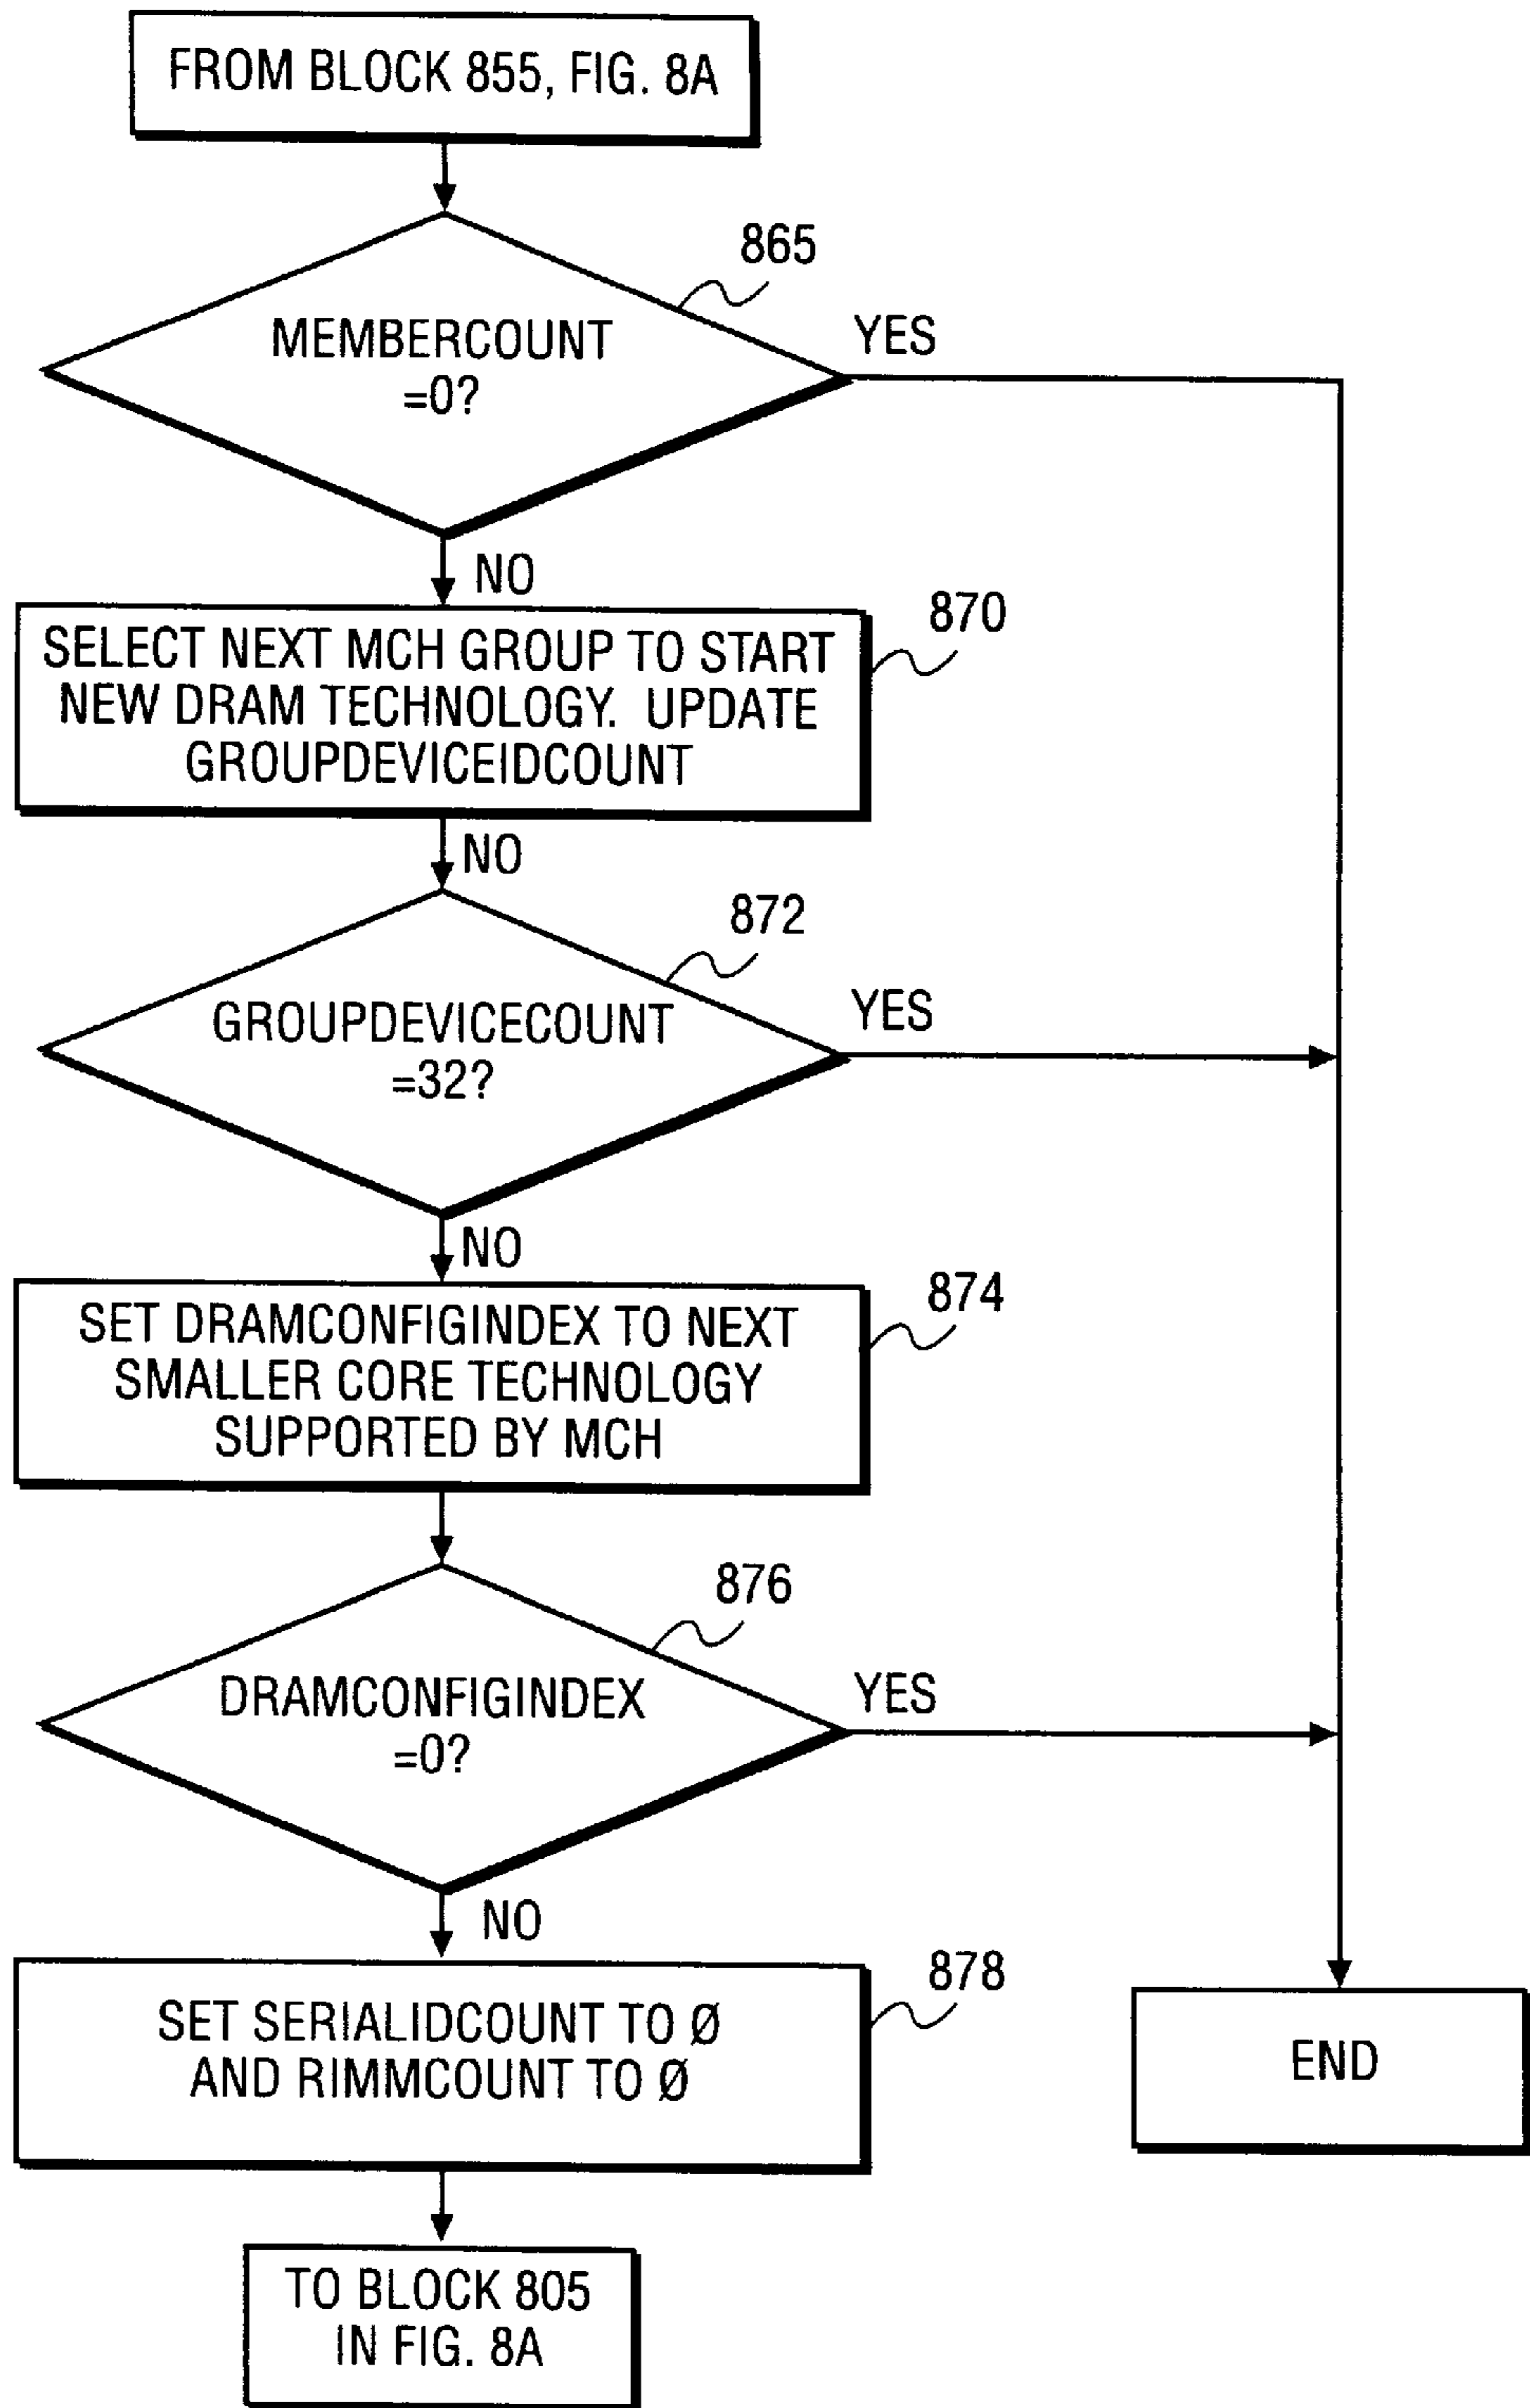 FROM BLOCK 855, FIG. 8A
865
MEMBERCOUNT
=0?
YES
NO
870
SELECT NEXT MCH GROUP TO START
NEW DRAM TECHNOLOGY. UPDATE
GROUPDEVICEIDCOUNT
NO
872
GROUPDEVICECOUNT
=32?
YES
NO
874
SET DRAMCONFIGINDEX TO NEXT
SMALLER CORE TECHNOLOGY
SUPPORTED BY MCH
876
DRAMCONFIGINDEX
=0?
YES
NO
878
SET SERIALIDCOUNT TO Ø
AND RIMMCOUNT TO Ø
END
TO BLOCK 805
IN FIG. 8A